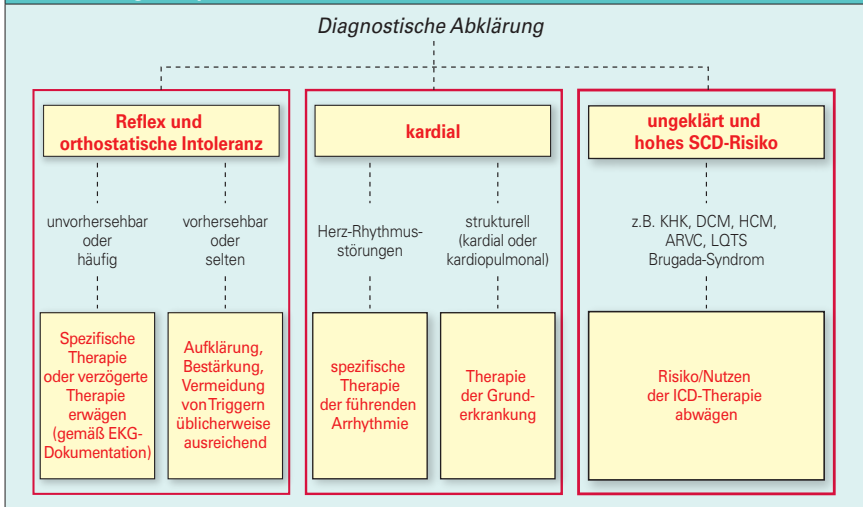 Diagnostische Abklärung
Reflex und
orthostatische Intoleranz
kardial
ungeklärt und
hohes SCD-Risiko
unvorhersehbar
oder
häufig
vorhersehbar
oder
selten
Herz-Rhythmus-
störungen
strukturell
(kardial oder
kardiopulmonal)
z.B. KHK, DCM, HCM,
ARVC, LQTS
Brugada-Syndrom
Spezifische
Therapie
oder verzögerte
Therapie
erwägen
(gemäß EKG-
Dokumentation)
Aufklärung,
Bestärkung,
Vermeidung
von Triggern
üblicherweise
ausreichend
spezifische
Therapie
der führenden
Arrhythmie
Therapie
der Grund-
erkrankung
Risiko/Nutzen
der ICD-Therapie
abwägen